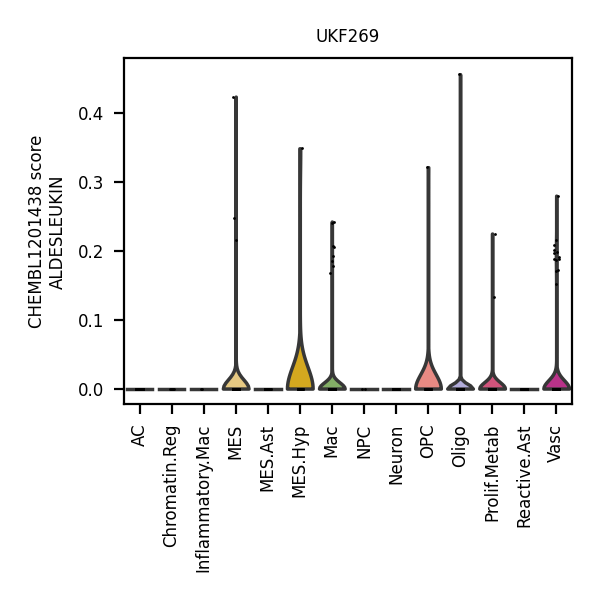 UKF269
CHEMBL1201438 score
ALDESLEUKIN
0.4
0.3
0.2
0.1
0.0
AC
Chromatin.Reg
Inflammatory.Mac
MES
MES.Ast
MES.Hyp
Mac
NPC
Neuron
OPC
Oligo
Prolif.Metab
Reactive.Ast
Vasc